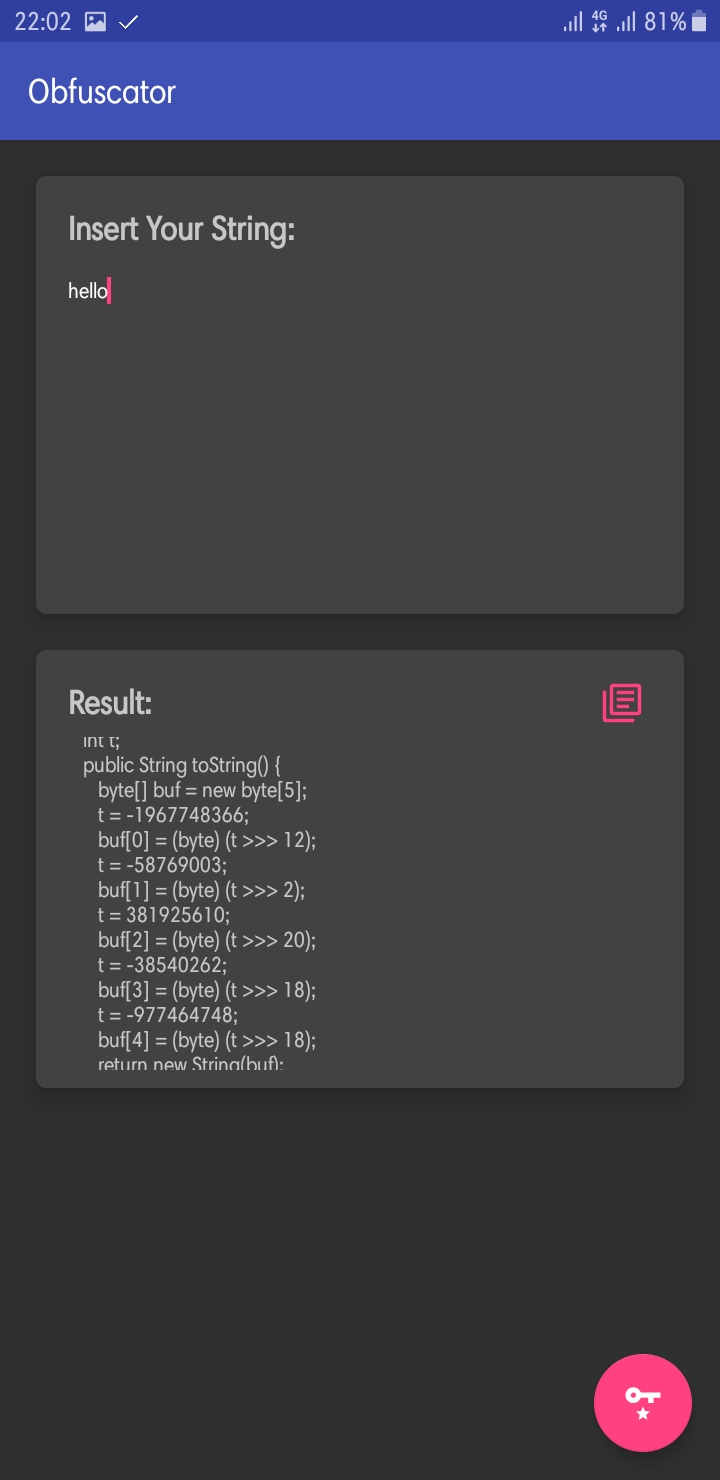 22:02 4G 81%
Obfuscator
Insert Your String:
hello
Result:
int t;
public String toString() {
byte[] buf = new byte[5];
t = -1967748366;
buf[0] = (byte) (t >>> 12);
t = -58769003;
buf[1] = (byte) (t >>> 2);
t = 381925610;
buf[2] = (byte) (t >>> 20);
t = -38540262;
buf[3] = (byte) (t >>> 18);
t = -977464748;
buf[4] = (byte) (t >>> 18);
return new String(buf);